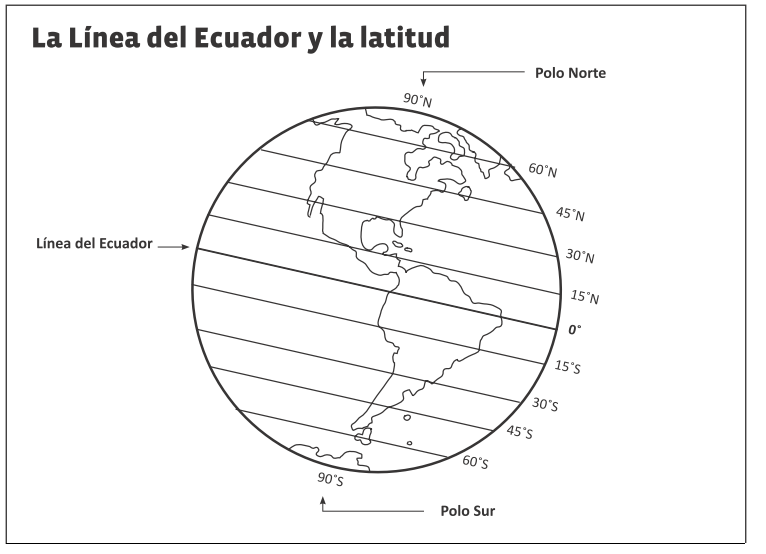 La Línea del Ecuador y la latitud
Polo Norte
90°N
60°N
45°N
30°N
15°N
Línea del Ecuador
0°
15°S
30°S
45°S
60°S
90°S
Polo Sur